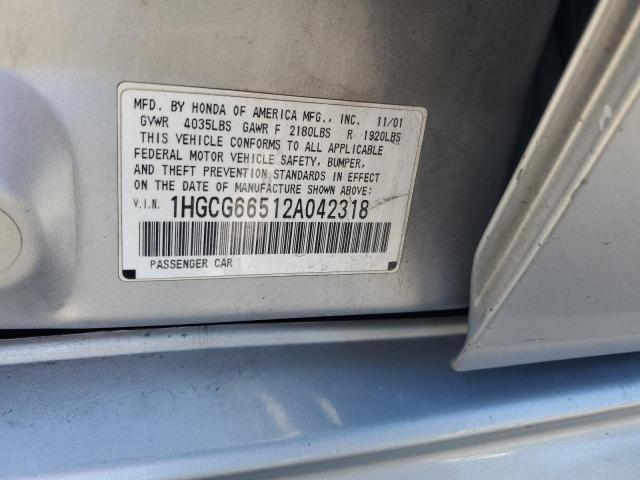 MFD. BY HONDA OF AMERICA MFG., INC. 11/01
GVWR 4035LBS GAWR F 2180LBS R 1920LBS
THIS VEHICLE CONFORMS TO ALL APPLICABLE
FEDERAL MOTOR VEHICLE SAFETY, BUMPER,
AND THEFT PREVENTION STANDARDS IN EFFECT
ON THE DATE OF MANUFACTURE SHOWN ABOVE:
V.I.N. 1HGCG66512A042318
PASSENGER CAR